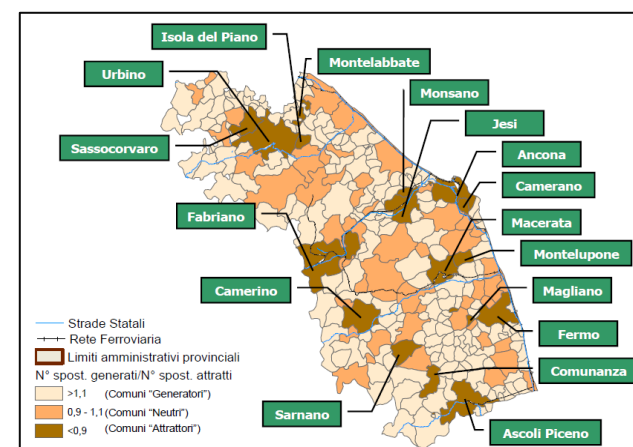 Isola del Piano
Montelabbate
Urbino
Monsano
Jesi
Sassocorvaro
Ancona
Camerano
Fabriano
Macerata
Montelupone
Camerino
Magliano
Fermo
Comunanza
Sarnano
Ascoli Piceno
Strade Statali
Rete Ferroviaria
Limiti amministrativi provinciali
N° spost. generati/N° spost. attratti
>1,1 (Comuni “Generatori”)
0,9 - 1,1 (Comuni “Neutri”)
<0,9 (Comuni “Attrattori”)